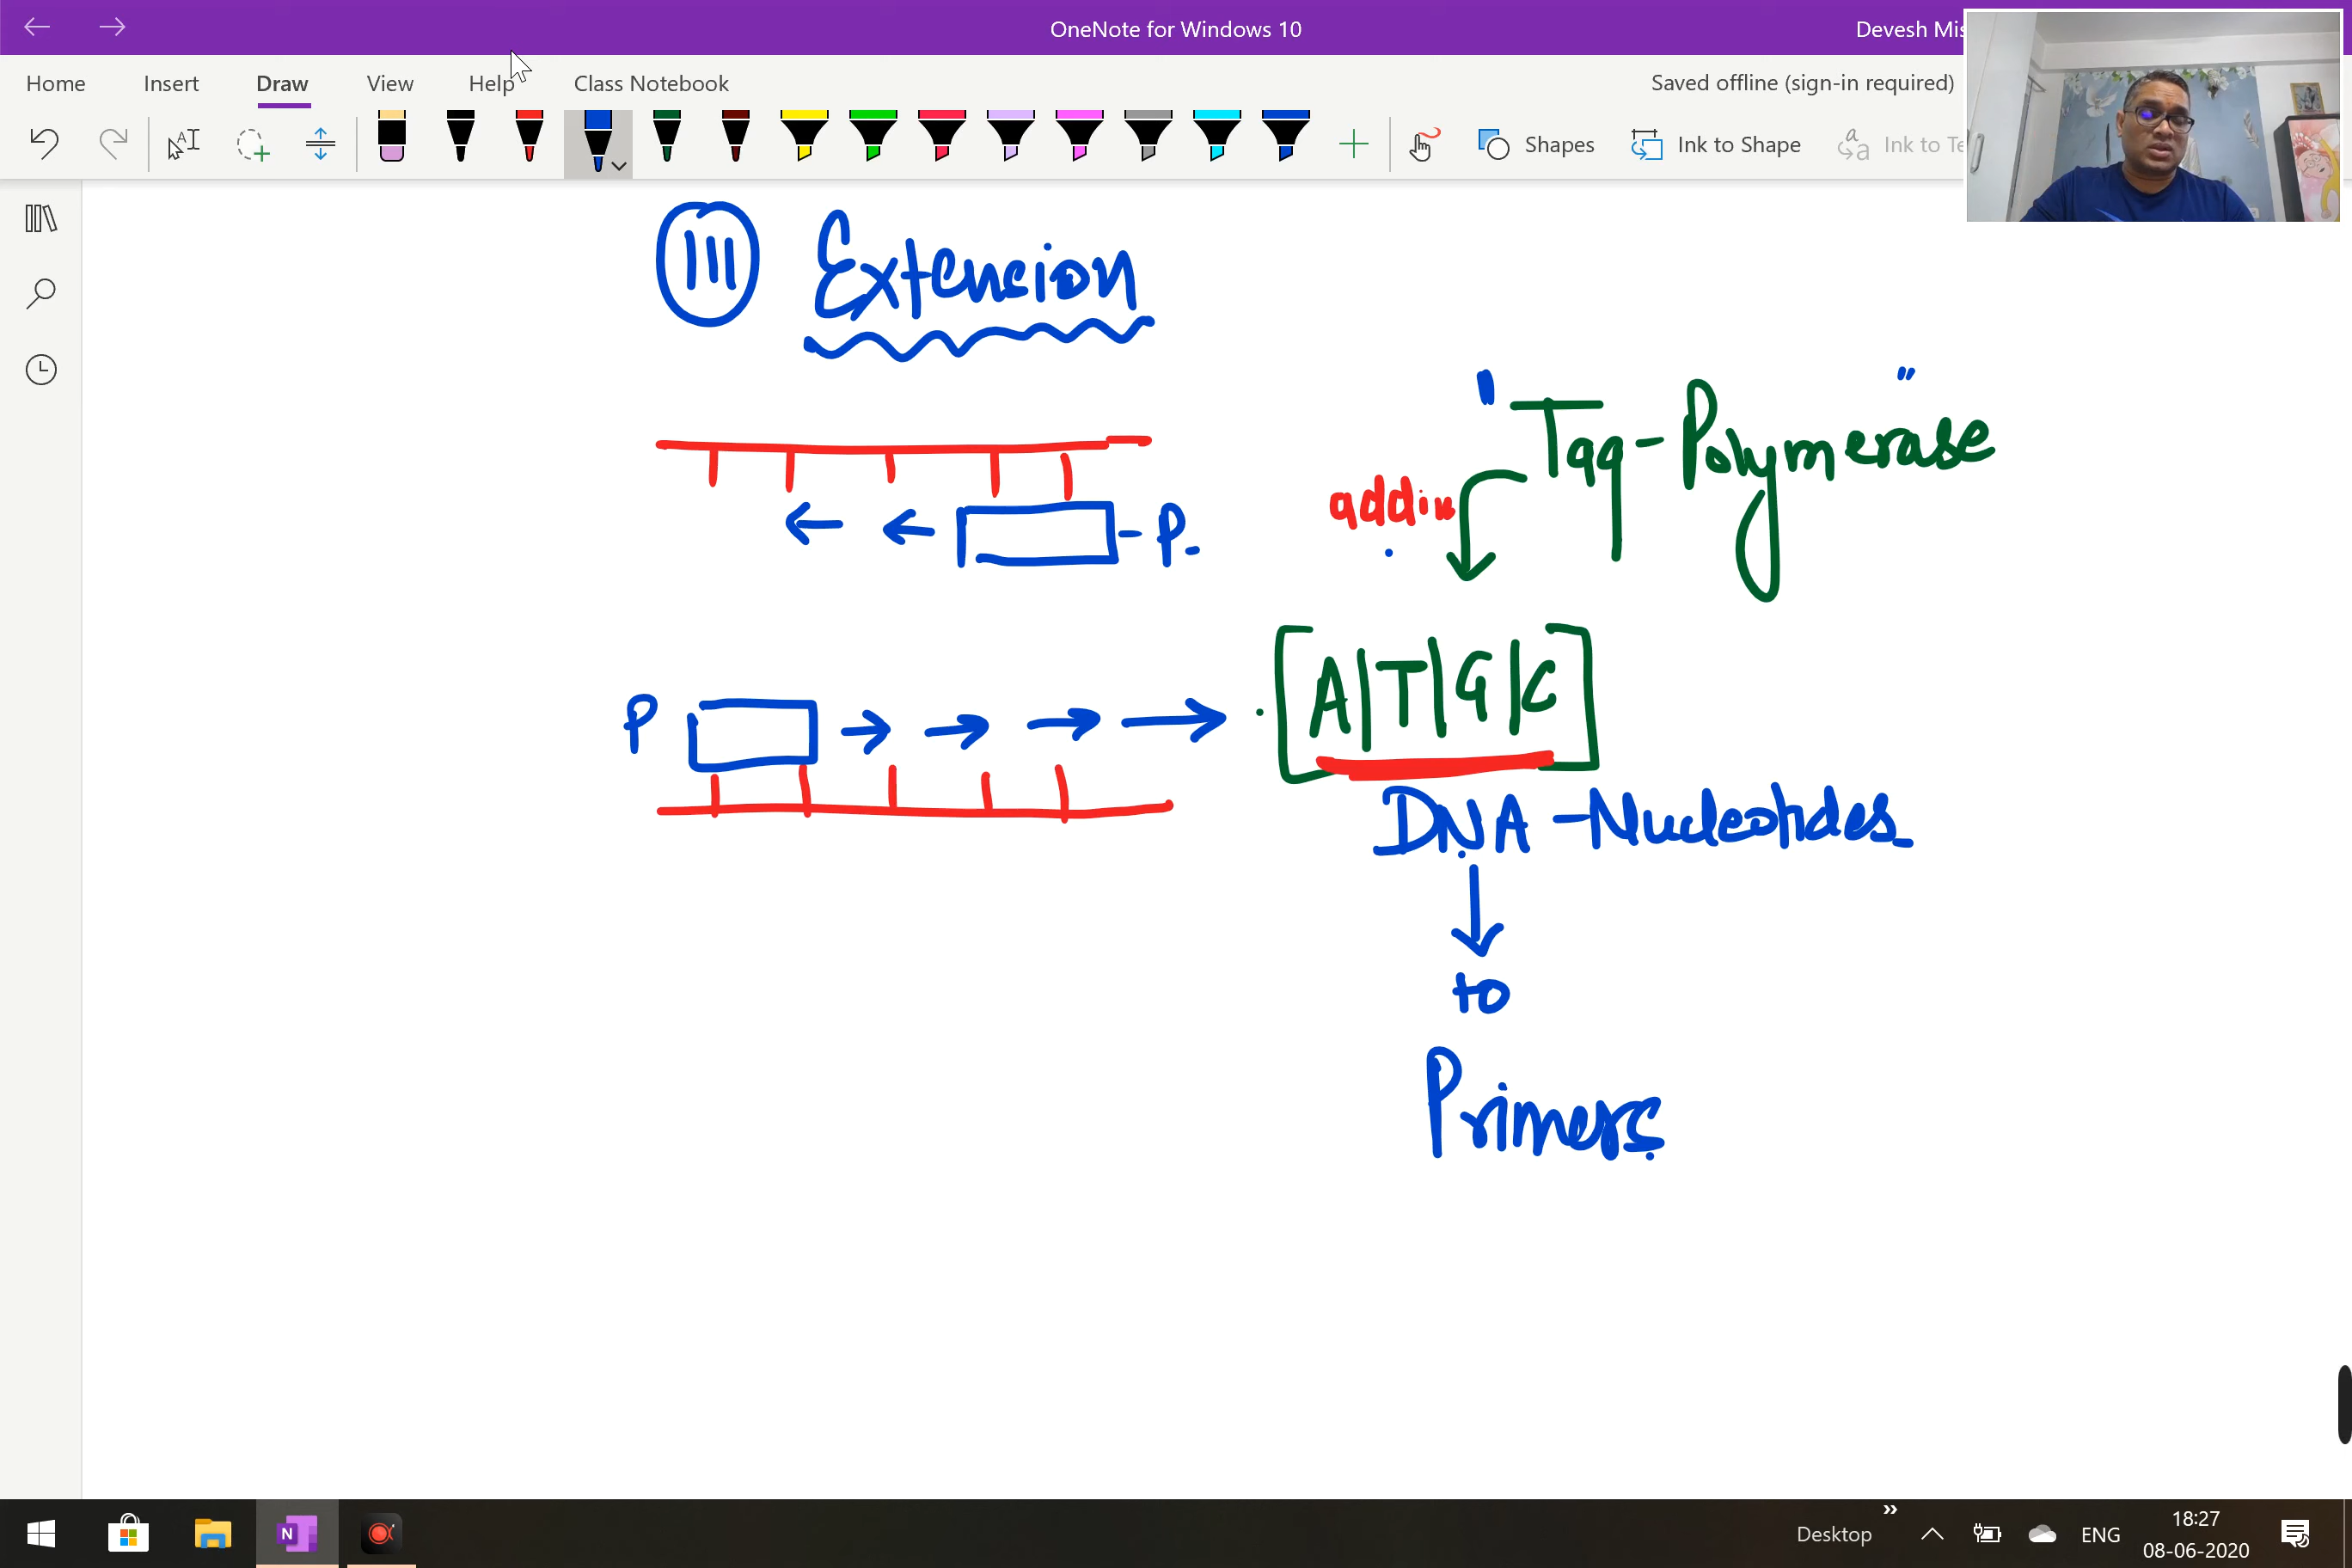 OneNote for Windows 10
Devesh Mis
Home Insert Draw View Help Class Notebook
Saved offline (sign-in required)
Shapes Ink to Shape Ink to Te
III Extension
"Taq-Polymerase"
addin
P.
[A|T|G|C]
P
DNA-Nucleotides
to
Primers
Desktop ENG 18:27
08-06-2020